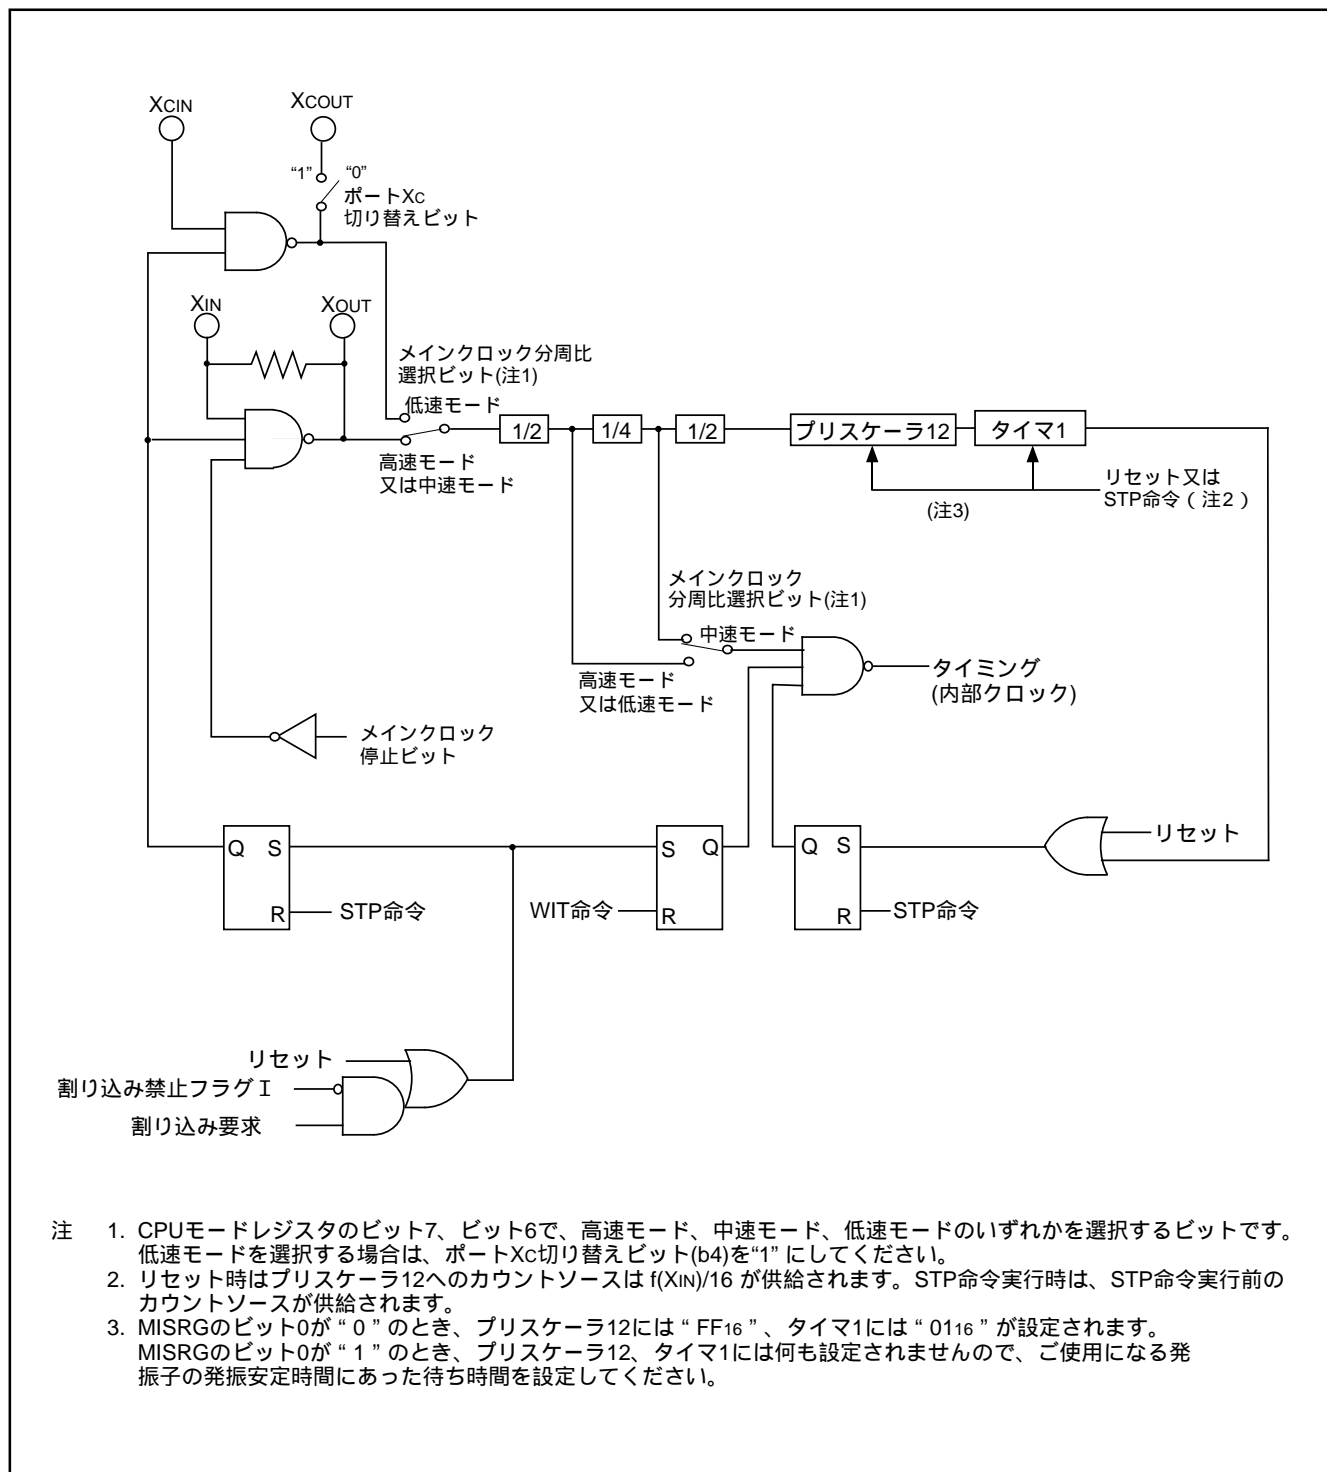 XCIN
XCOUT
“1” “0”
ポートXC
切り替えビット
XIN
XOUT
メインクロック分周比
選択ビット(注1)
低速モード
1/2
1/4
1/2
プリスケーラ12
タイマ1
高速モード
又は中速モード
リセット又は
STP命令(注2)
(注3)
メインクロック
分周比選択ビット(注1)
中速モード
高速モード
又は低速モード
タイミング
(内部クロック)
メインクロック
停止ビット
Q S
R
STP命令
S Q
R
WIT命令
Q S
R
STP命令
リセット
リセット
割り込み禁止フラグI
割り込み要求
注 1. CPUモードレジスタのビット7、ビット6で、高速モード、中速モード、低速モードのいずれかを選択するビットです。
低速モードを選択する場合は、ポートXC切り替えビット(b4)を“1” にしてください。
2. リセット時はプリスケーラ12へのカウントソースは f(XIN)/16 が供給されます。STP命令実行時は、STP命令実行前の
カウントソースが供給されます。
3. MISRGのビット0が “ 0 ” のとき、プリスケーラ12には “ FF16 ” 、タイマ1には “ 0116 ” が設定されます。
MISRGのビット0が “ 1 ” のとき、プリスケーラ12、タイマ1には何も設定されませんので、ご使用になる発
振子の発振安定時間にあった待ち時間を設定してください。